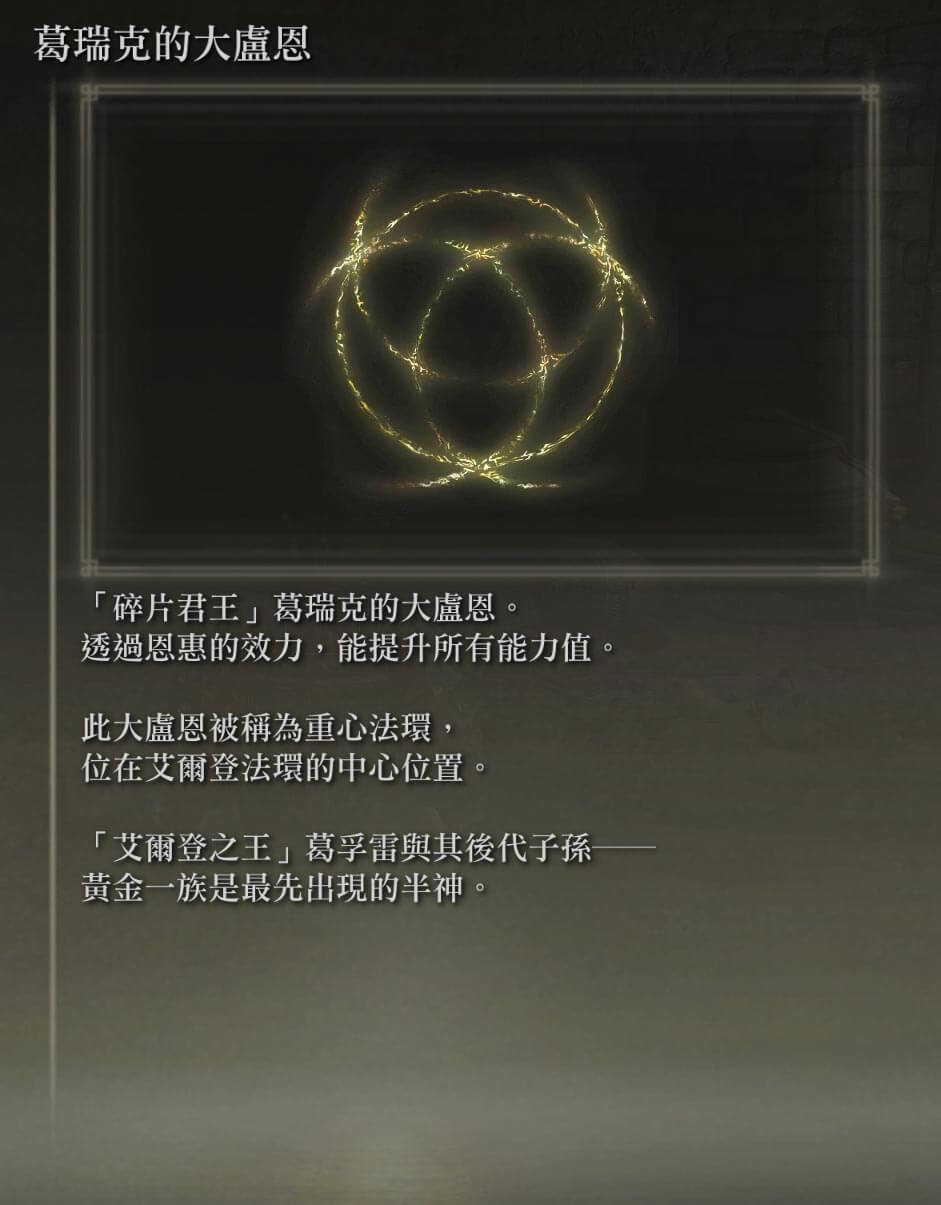 葛瑞克的大盧恩
「碎片君王」葛瑞克的大盧恩。
透過恩惠的效力，能提升所有能力值。
此大盧恩被稱為重心法環，
位在艾爾登法環的中心位置。
「艾爾登之王」葛孚雷與其後代子孫——
黃金一族是最先出現的半神。